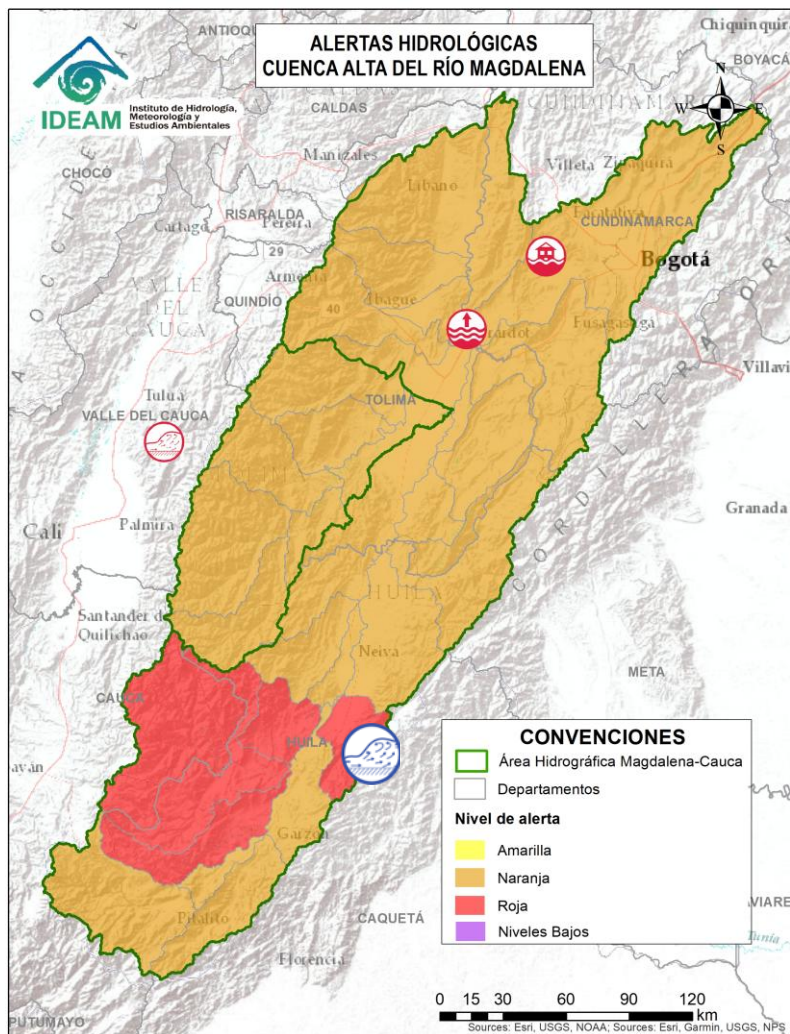 ALERTAS HIDROLÓGICAS
CUENCA ALTA DEL RÍO MAGDALENA
IDEAM
Instituto de Hidrología,
Meteorología y
Estudios Ambientales
Chiquinquirá
BOYACÁ
N
W
E
S
CALDAS
Manizales
CHOCÓ
Líbano
Villeta
Zipaquirá
RISARALDA
Pereira
Cartago
CUNDINAMARCA
Bogotá
29
Armenia
QUINDÍO
40
Ibagué
VALLE
DEL
CAUCA
Fusagasugá
Tuluá
VALLE DEL CAUCA
TOLIMA
CORDILLERA
Granada
Palmira
Cali
HUILA
Santander de
Quilichao
Neiva
META
CAUCA
HUILA
Garzón
Pitalito
CAQUETÁ
Florencia
PUTUMAYO
CONVENCIONES
Área Hidrográfica Magdalena-Cauca
Departamentos
Nivel de alerta
Amarilla
Naranja
Roja
Niveles Bajos
0 15 30 60 90 120
km
Sources: Esri, USGS, NOAA; Sources: Esri, Garmin, USGS, NPS